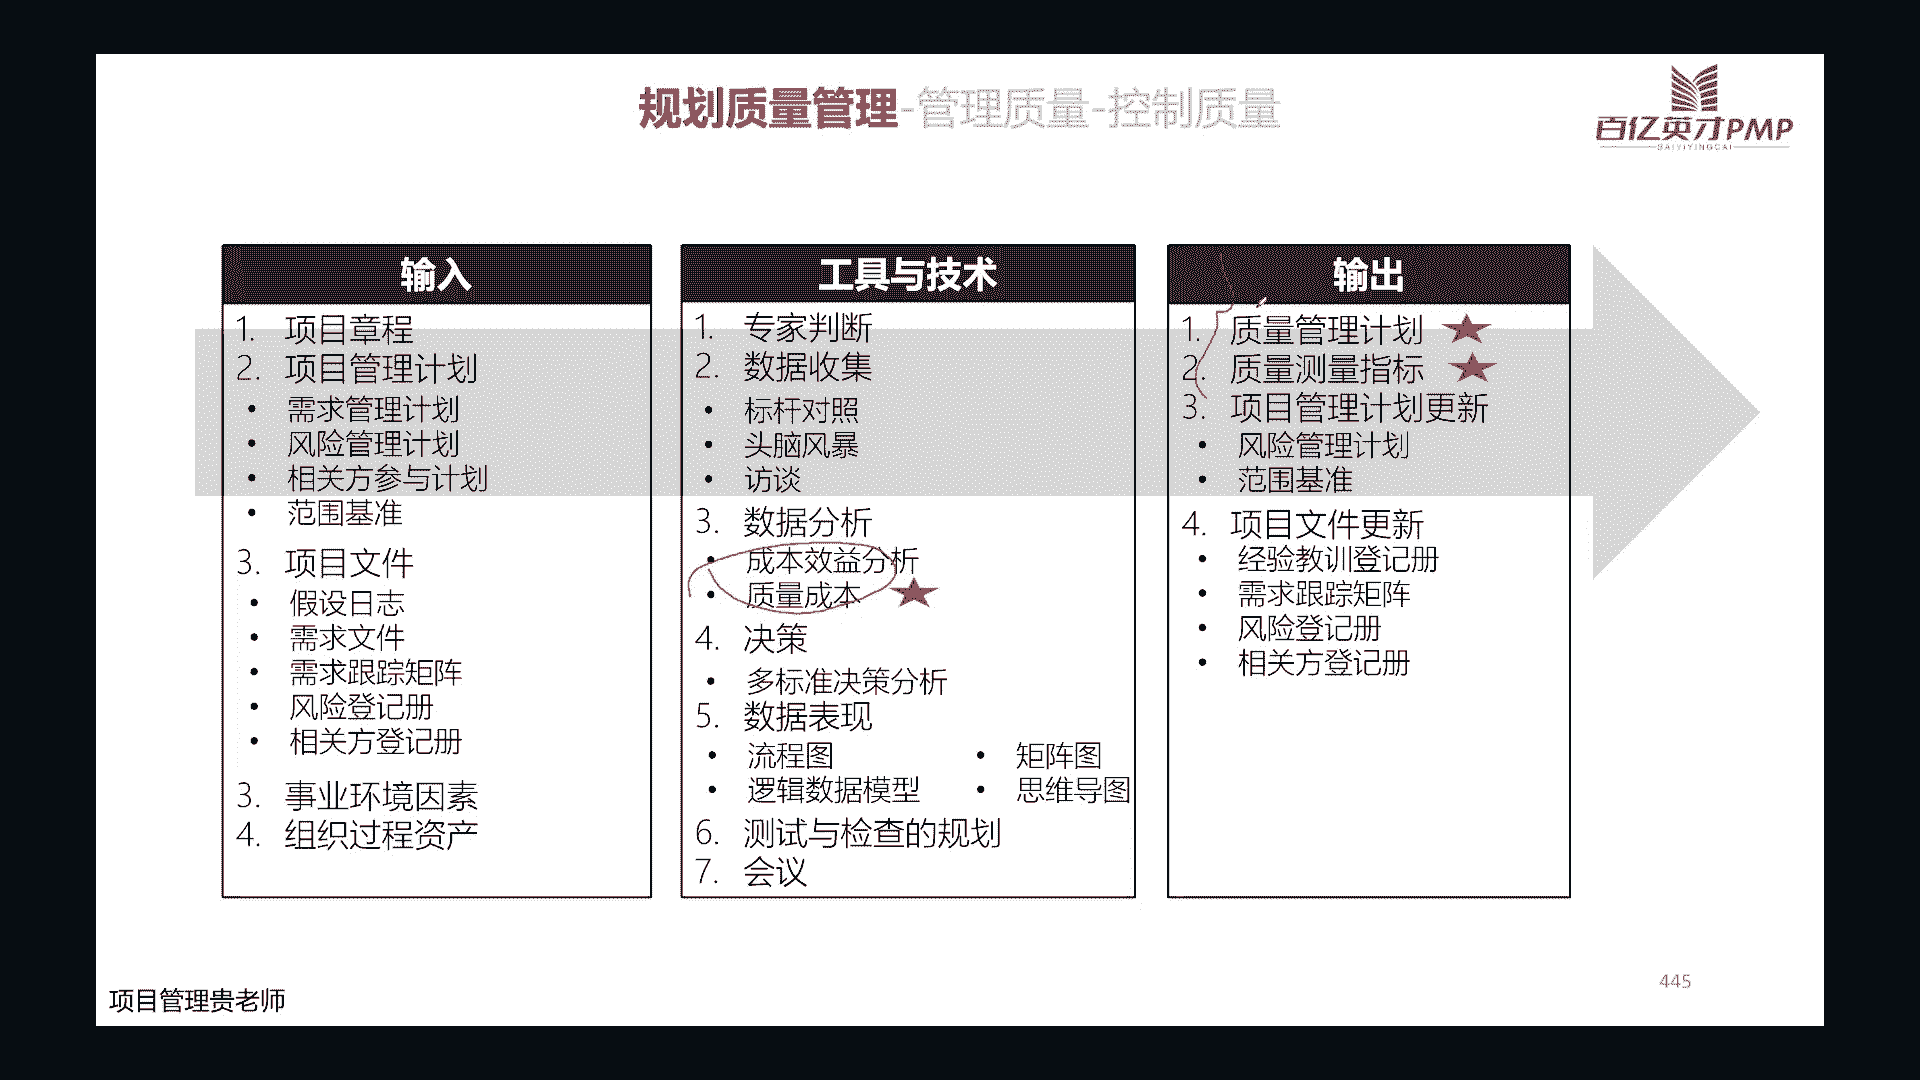 规划质量管理-管理质量-控制质量
百亿英才PMP
BAIYIYINGCAI
输入
1. 项目章程
2. 项目管理计划
• 需求管理计划
• 风险管理计划
• 相关方参与计划
• 范围基准
3. 项目文件
• 假设日志
• 需求文件
• 需求跟踪矩阵
• 风险登记册
• 相关方登记册
3. 事业环境因素
4. 组织过程资产
工具与技术
1. 专家判断
2. 数据收集
• 标杆对照
• 头脑风暴
• 访谈
3. 数据分析
• 成本效益分析
• 质量成本
4. 决策
• 多标准决策分析
5. 数据表现
• 流程图 • 矩阵图
• 逻辑数据模型 • 思维导图
6. 测试与检查的规划
7. 会议
输出
1. 质量管理计划
2. 质量测量指标
3. 项目管理计划更新
• 风险管理计划
• 范围基准
4. 项目文件更新
• 经验教训登记册
• 需求跟踪矩阵
• 风险登记册
• 相关方登记册
445
项目管理贵老师